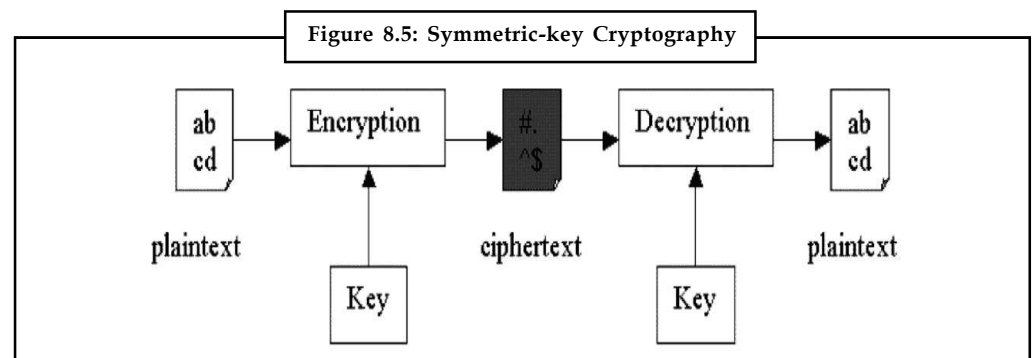 Figure 8.5: Symmetric-key Cryptography
ab
cd
Encryption
#.
^$
Decryption
ab
cd
plaintext
ciphertext
plaintext
Key
Key